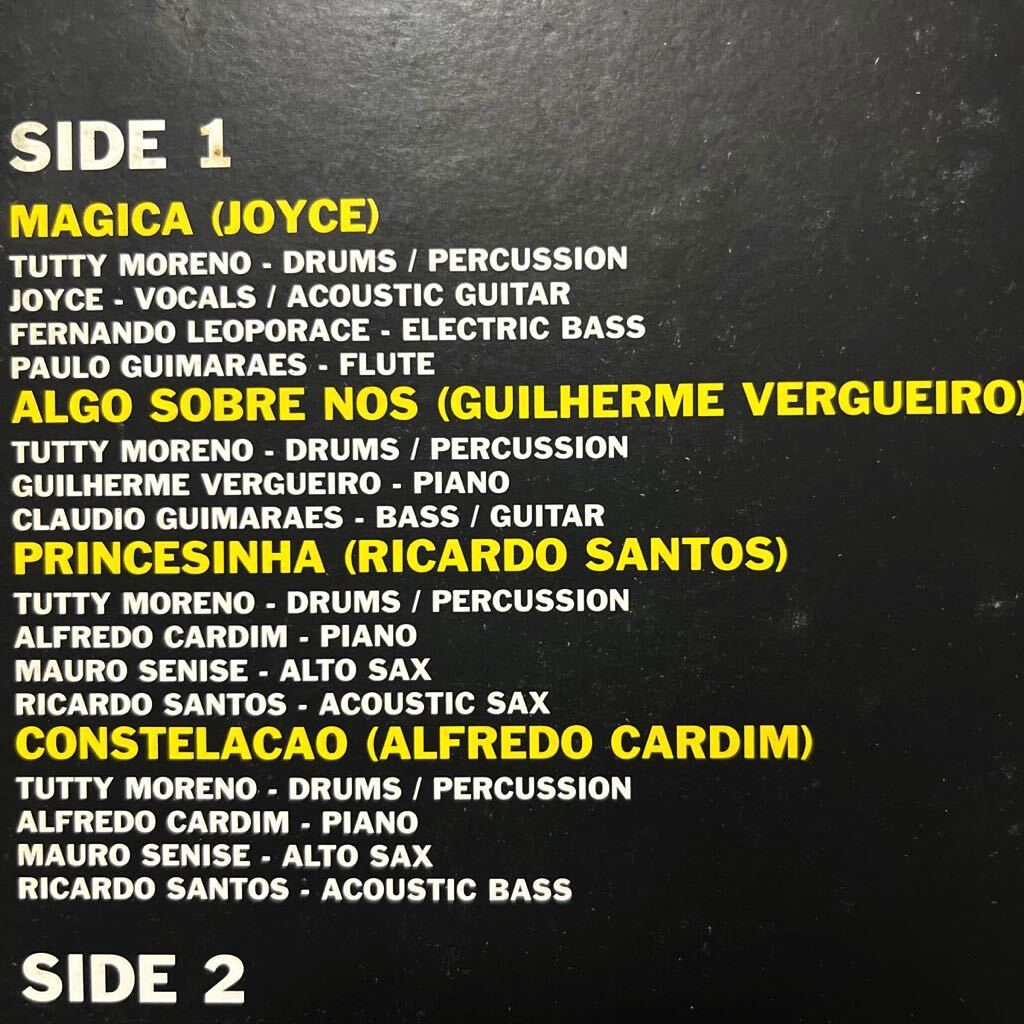 SIDE 1
MAGICA (JOYCE)
TUTTY MORENO - DRUMS / PERCUSSION
JOYCE - VOCALS / ACOUSTIC GUITAR
FERNANDO LEOPORACE - ELECTRIC BASS
PAULO GUIMARAES - FLUTE
ALGO SOBRE NOS (GUILHERME VERGUEIRO)
TUTTY MORENO - DRUMS / PERCUSSION
GUILHERME VERGUEIRO - PIANO
CLAUDIO GUIMARAES - BASS / GUITAR
PRINCESINHA (RICARDO SANTOS)
TUTTY MORENO - DRUMS / PERCUSSION
ALFREDO CARDIM - PIANO
MAURO SENISE - ALTO SAX
RICARDO SANTOS - ACOUSTIC SAX
CONSTELACAO (ALFREDO CARDIM)
TUTTY MORENO - DRUMS / PERCUSSION
ALFREDO CARDIM - PIANO
MAURO SENISE - ALTO SAX
RICARDO SANTOS - ACOUSTIC BASS
SIDE 2